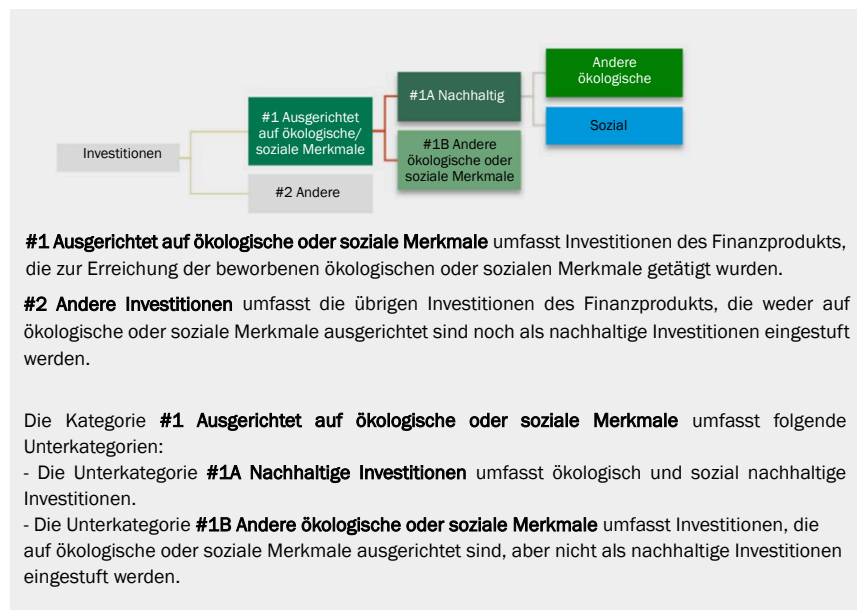 Investitionen
#1 Ausgerichtet
auf ökologische/
soziale Merkmale
#2 Andere
#1A Nachhaltig
#1B Andere
ökologische oder
soziale Merkmale
Andere
ökologische
Sozial
#1 Ausgerichtet auf ökologische oder soziale Merkmale umfasst Investitionen des Finanzprodukts,
die zur Erreichung der beworbenen ökologischen oder sozialen Merkmale getätigt wurden.
#2 Andere Investitionen umfasst die übrigen Investitionen des Finanzprodukts, die weder auf
ökologische oder soziale Merkmale ausgerichtet sind noch als nachhaltige Investitionen eingestuft
werden.
Die Kategorie #1 Ausgerichtet auf ökologische oder soziale Merkmale umfasst folgende
Unterkategorien:
- Die Unterkategorie #1A Nachhaltige Investitionen umfasst ökologisch und sozial nachhaltige
Investitionen.
- Die Unterkategorie #1B Andere ökologische oder soziale Merkmale umfasst Investitionen, die
auf ökologische oder soziale Merkmale ausgerichtet sind, aber nicht als nachhaltige Investitionen
eingestuft werden.